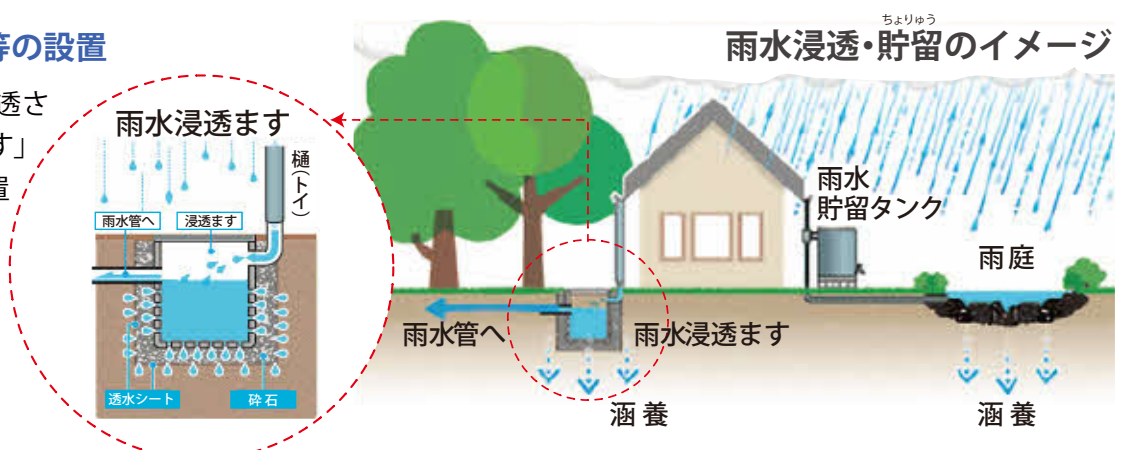 等の設置
透さ
す」
置
ちょりゅう
雨水浸透・貯留のイメージ
雨水浸透ます
樋(トイ)
雨水管へ
浸透ます
透水シート
砕石
雨水
貯留タンク
雨庭
雨水管へ
雨水浸透ます
涵養
涵養